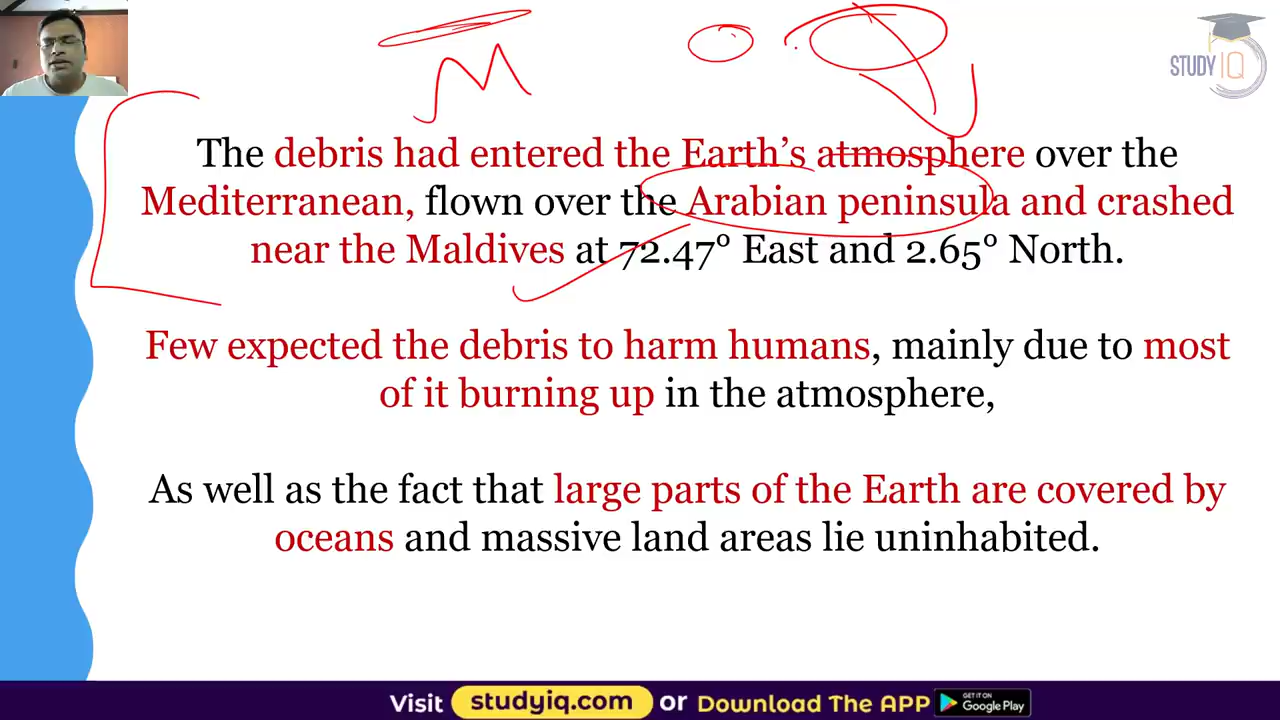 M
STUDY IQ
The debris had entered the Earth's atmosphere over the
Mediterranean, flown over the Arabian peninsula and crashed
near the Maldives at 72.47° East and 2.65° North.
Few expected the debris to harm humans, mainly due to most
of it burning up in the atmosphere,
As well as the fact that large parts of the Earth are covered by
oceans and massive land areas lie uninhabited.
Visit studyiq.com or Download The APP GET IT ON Google Play